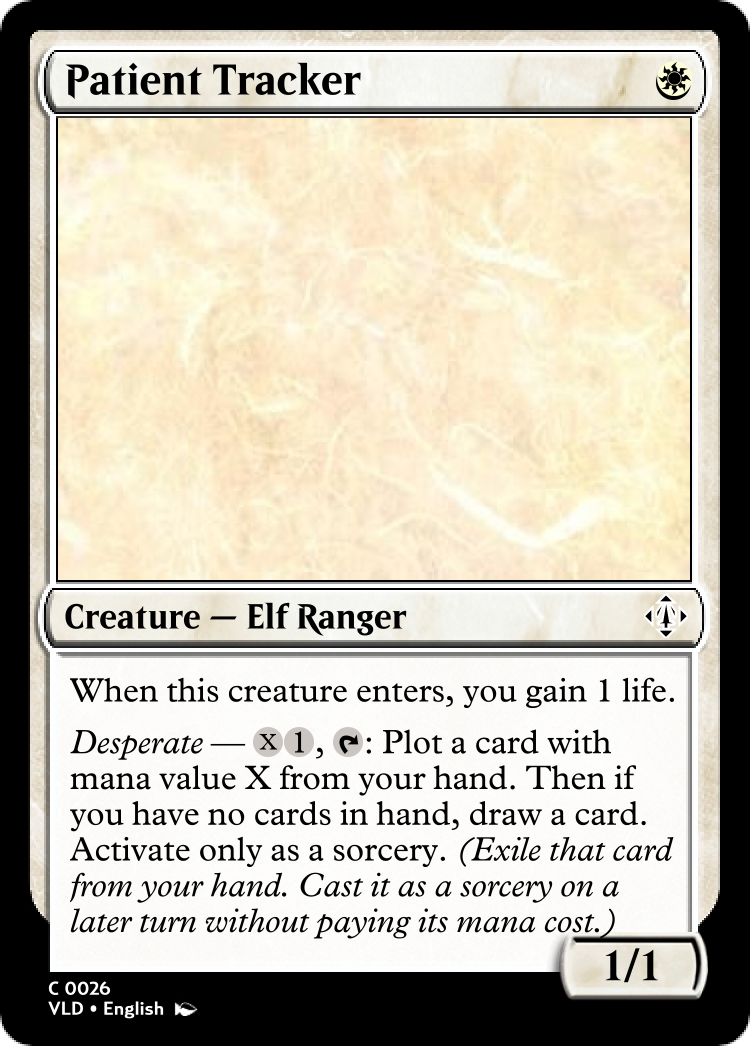 Patient Tracker
Creature — Elf Ranger
When this creature enters, you gain 1 life.
Desperate — X 1, : Plot a card with
mana value X from your hand. Then if
you have no cards in hand, draw a card.
Activate only as a sorcery. (Exile that card
from your hand. Cast it as a sorcery on a
later turn without paying its mana cost.)
1/1
C 0026
VLD • English